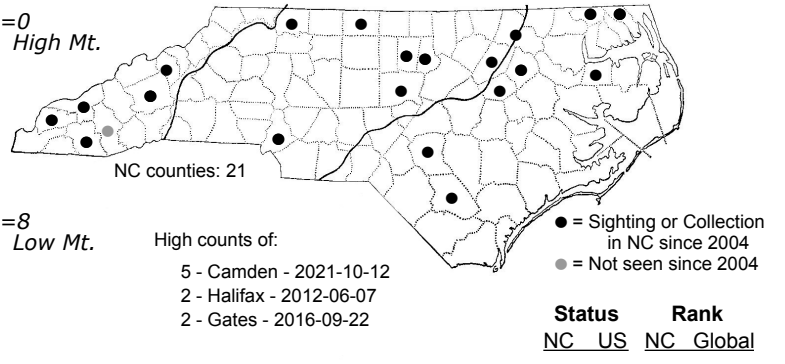 =0
High Mt.
NC counties: 21
=8
Low Mt.
High counts of:
5 - Camden - 2021-10-12
2 - Halifax - 2012-06-07
2 - Gates - 2016-09-22
= Sighting or Collection
in NC since 2004
= Not seen since 2004
Status Rank
NC US NC Global